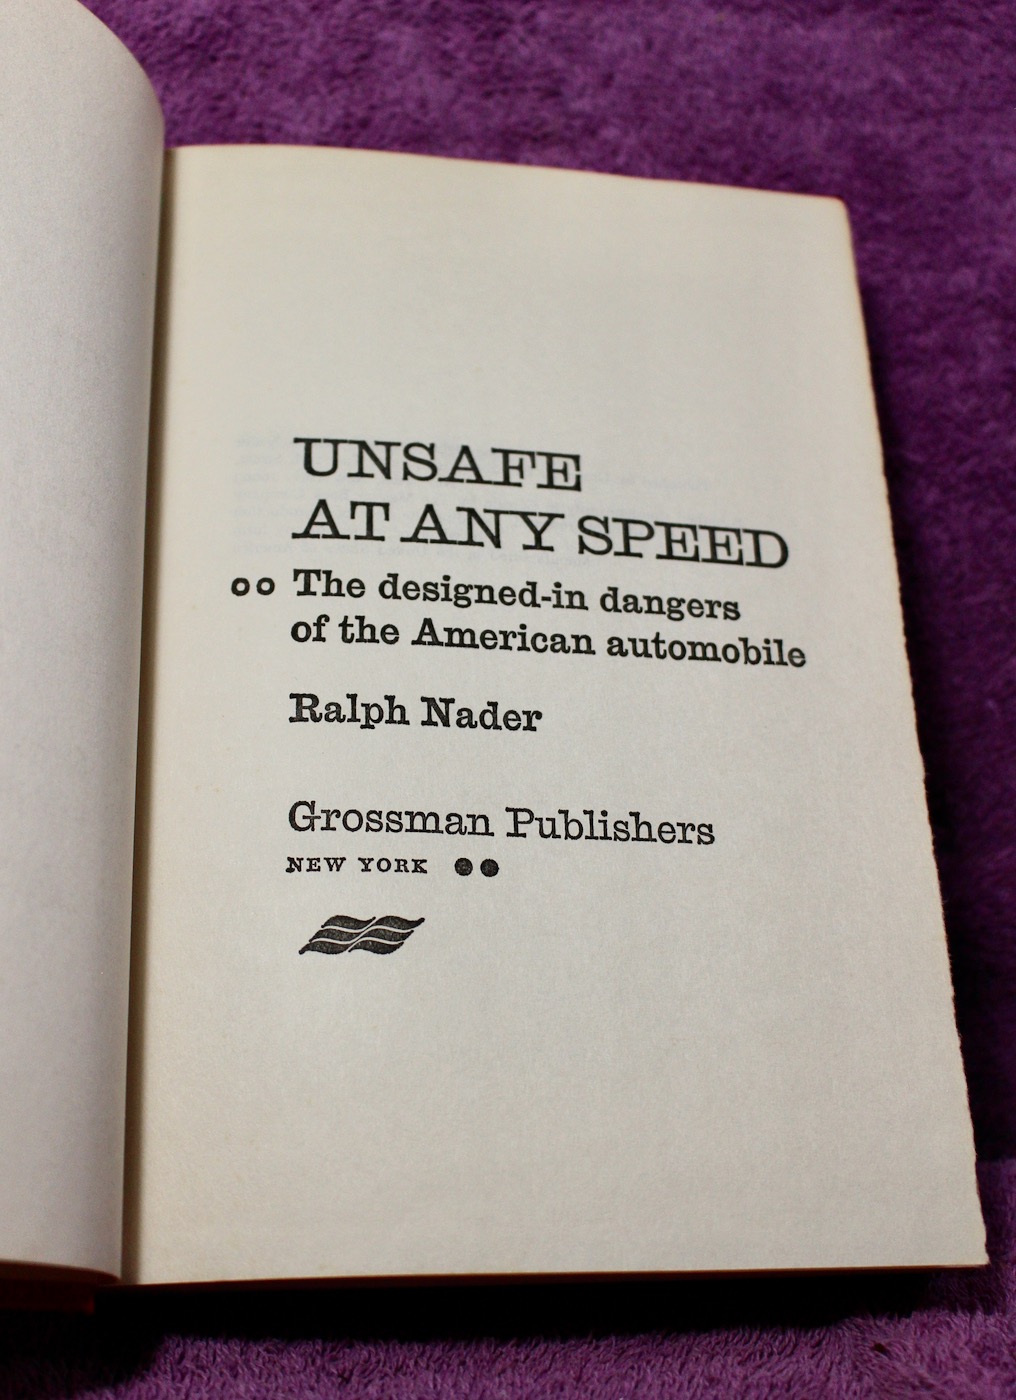 UNSAFE
AT ANY SPEED
The designed-in dangers
of the American automobile
Ralph Nader
Grossman Publishers
NEW YORK